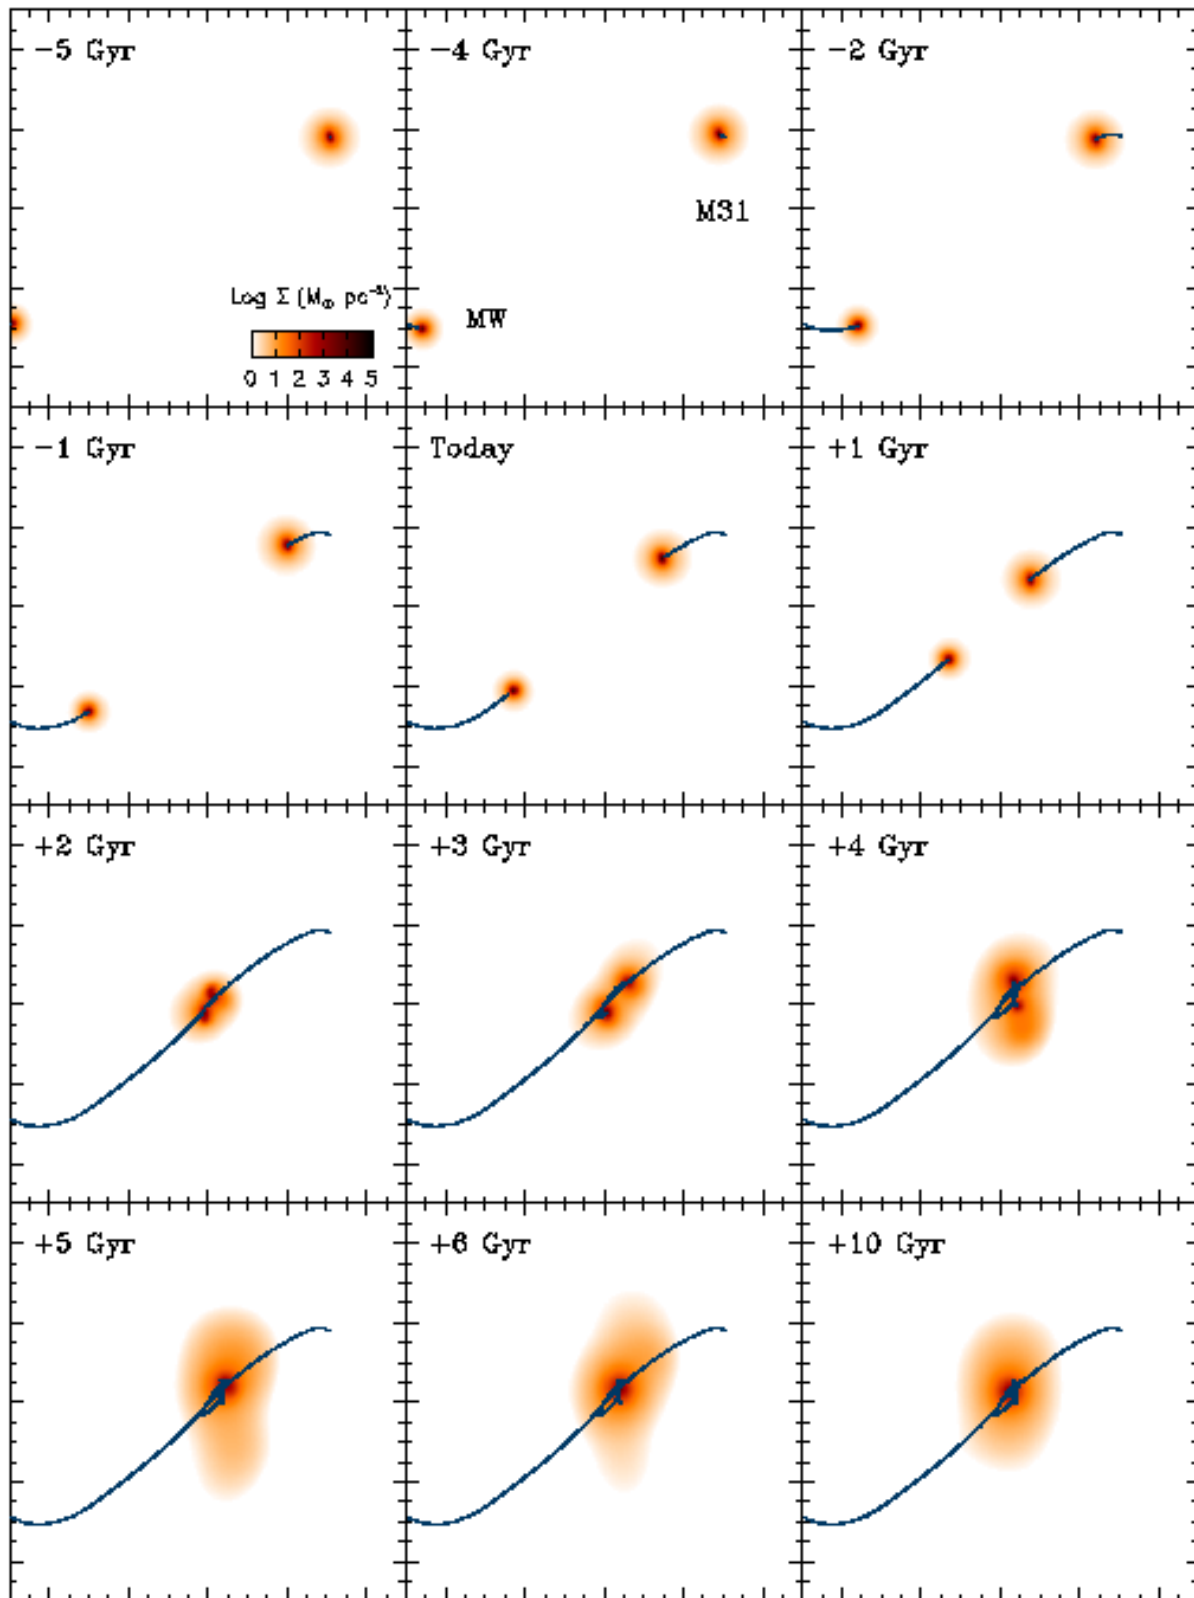 −5 Gyr
−4 Gyr
−2 Gyr
M31
Log Σ (M⊙ pc⁻²)
MW
0 1 2 3 4 5
−1 Gyr
Today
+1 Gyr
+2 Gyr
+3 Gyr
+4 Gyr
+5 Gyr
+6 Gyr
+10 Gyr